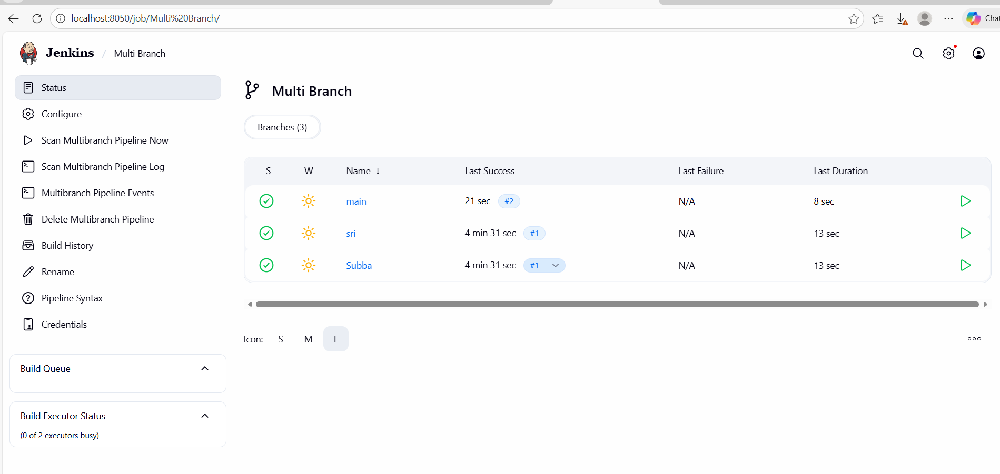 localhost:8050/job/Multi%20Branch/
Jenkins / Multi Branch
Status
Configure
Scan Multibranch Pipeline Now
Scan Multibranch Pipeline Log
Multibranch Pipeline Events
Delete Multibranch Pipeline
Build History
Rename
Pipeline Syntax
Credentials
Build Queue
Build Executor Status
(0 of 2 executors busy)
Multi Branch
Branches (3)
S W Name ↓ Last Success Last Failure Last Duration
main 21 sec #2 N/A 8 sec
sri 4 min 31 sec #1 N/A 13 sec
Subba 4 min 31 sec #1 N/A 13 sec
Icon: S M L